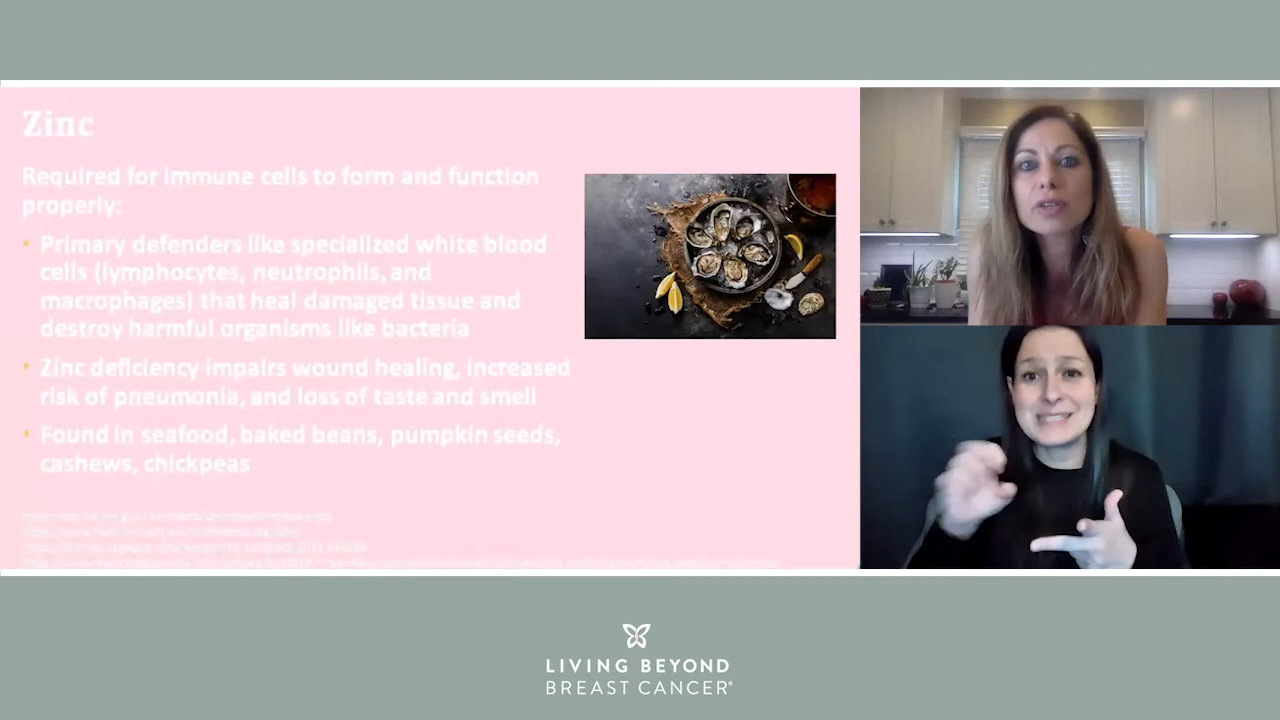 Zinc
Required for immune cells to form and function
properly:
• Primary defenders like specialized white blood
cells (lymphocytes, neutrophils, and
macrophages) that heal damaged tissue and
destroy harmful organisms like bacteria
• Zinc deficiency impairs wound healing, increased
risk of pneumonia, and loss of taste and smell
• Found in seafood, baked beans, pumpkin seeds,
cashews, chickpeas
LIVING BEYOND
BREAST CANCER®